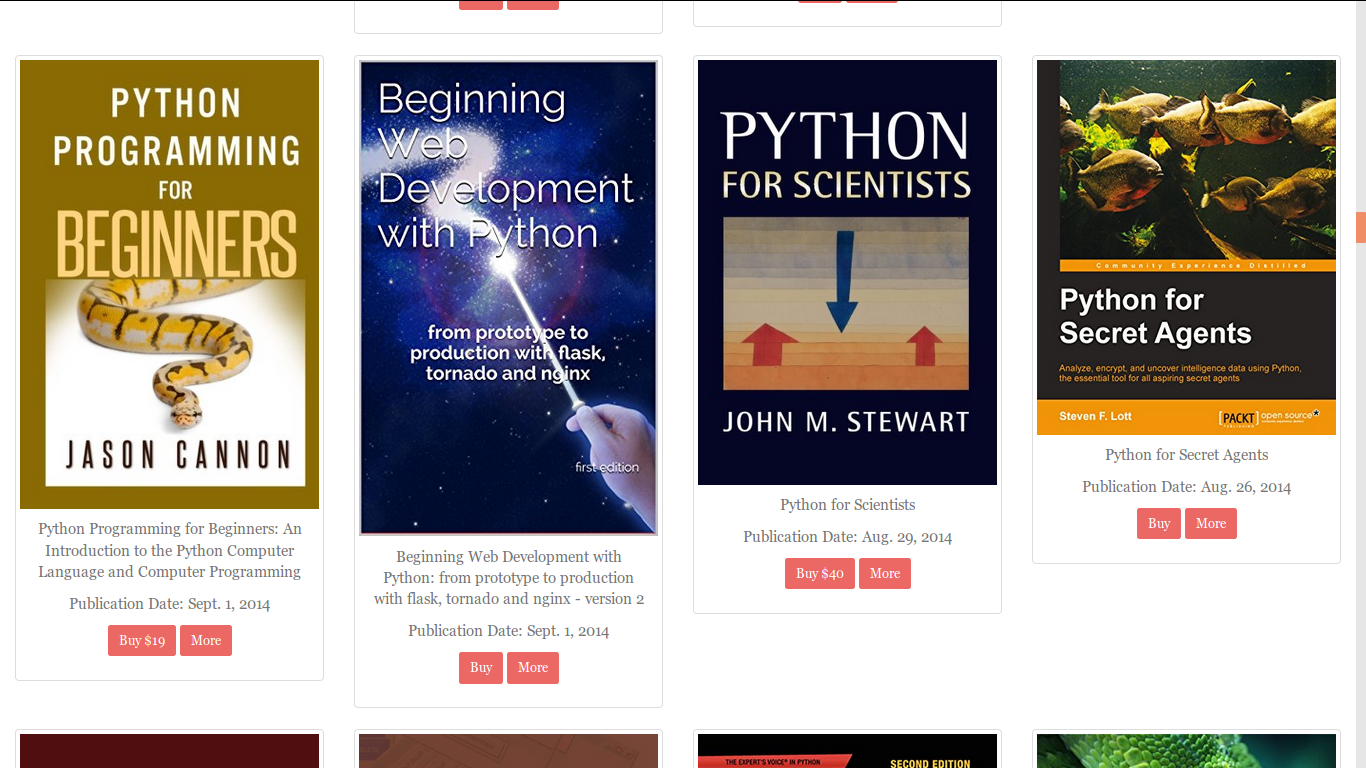 PYTHON
PROGRAMMING
FOR
BEGINNERS
JASON CANNON
Python Programming for Beginners: An
Introduction to the Python Computer
Language and Computer Programming
Publication Date: Sept. 1, 2014
Buy $19 More
Beginning
Web
Development
with Python
from prototype to
production with flask,
tornado and nginx
first edition
Beginning Web Development with
Python: from prototype to production
with flask, tornado and nginx - version 2
Publication Date: Sept. 1, 2014
Buy More
PYTHON
FOR SCIENTISTS
JOHN M. STEWART
Python for Scientists
Publication Date: Aug. 29, 2014
Buy $40 More
Community Experience Distilled
Python for
Secret Agents
Analyze, encrypt, and uncover intelligence data using Python,
the essential tool for all aspiring secret agents
Steven F. Lott
[PACKT] open source*
PUBLISHING
Python for Secret Agents
Publication Date: Aug. 26, 2014
Buy More
THE EXPERT'S VOICE® IN PYTHON
SECOND EDITION